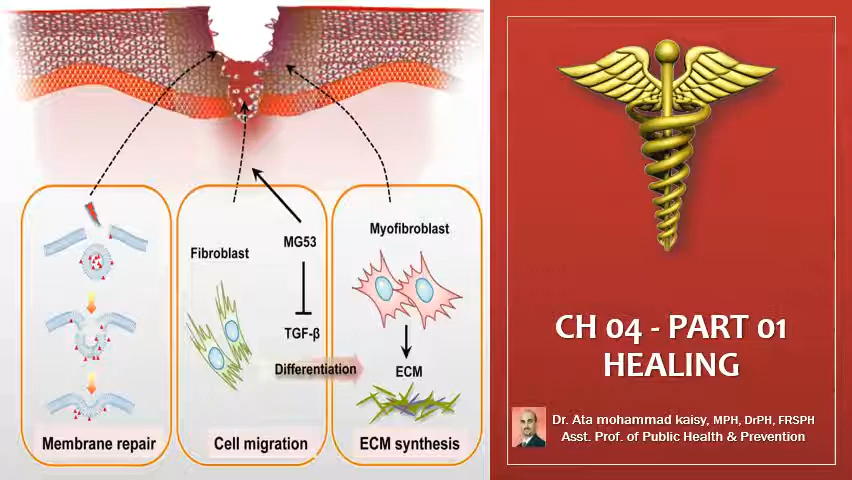 MG53
Fibroblast
TGF-β
Differentiation
Myofibroblast
ECM
Membrane repair
Cell migration
ECM synthesis
CH 04 - PART 01
HEALING
Dr. Ata mohammad kaisy, MPH, DrPH, FRSPH
Asst. Prof. of Public Health & Prevention